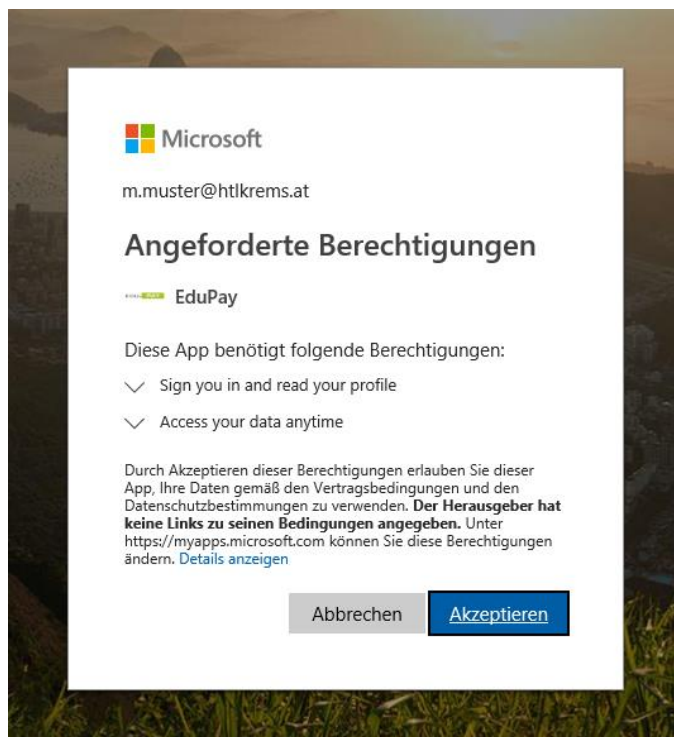 Microsoft
m.muster@htlkrems.at
Angeforderte Berechtigungen
EduPay
Diese App benötigt folgende Berechtigungen:
Sign you in and read your profile
Access your data anytime
Durch Akzeptieren dieser Berechtigungen erlauben Sie dieser
App, Ihre Daten gemäß den Vertragsbedingungen und den
Datenschutzbestimmungen zu verwenden. Der Herausgeber hat
keine Links zu seinen Bedingungen angegeben. Unter
https://myapps.microsoft.com können Sie diese Berechtigungen
ändern. Details anzeigen
Abbrechen Akzeptieren